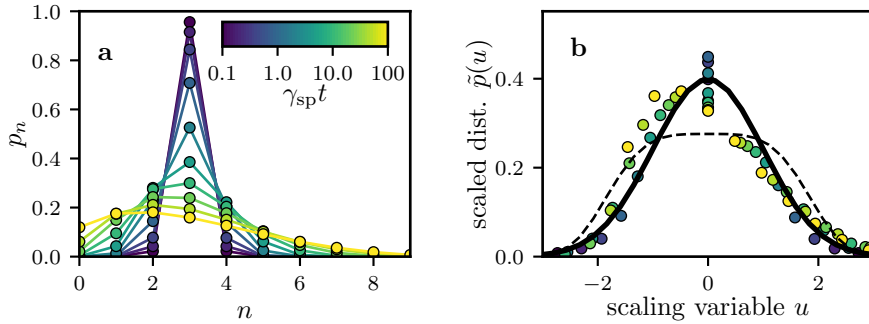 a
1.0
0.8
0.6
0.4
0.2
0.0
pₙ
0 2 4 6 8
n
0.1 1.0 10.0 100
γ_sp t
b
0.4
0.2
0.0
scaled dist. p̃(u)
−2 0 2
scaling variable u